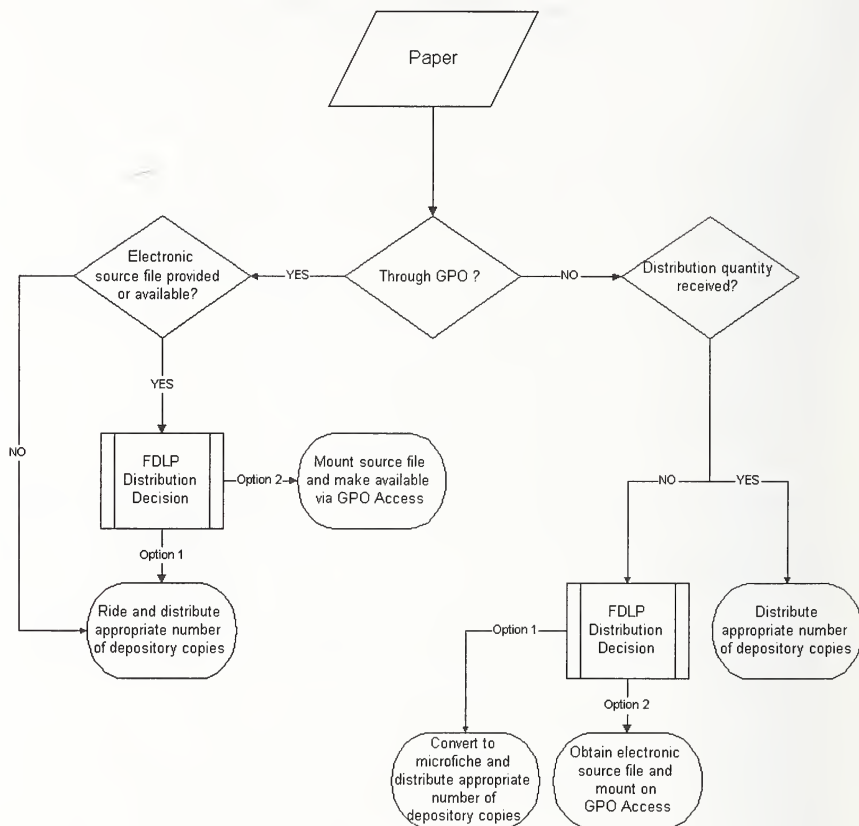 Paper
Electronic
source file provided
or available?
YES
Through GPO ?
NO
Distribution quantity
received?
YES
NO
FDLP
Distribution
Decision
Option 2
Mount source file
and make available
via GPO Access
NO
YES
Option 1
Ride and distribute
appropriate number
of depository copies
Option 1
FDLP
Distribution
Decision
Distribute
appropriate number
of depository copies
Option 2
Convert to
microfiche and
distribute appropriate
number of
depository copies
Obtain electronic
source file and
mount on
GPO Access